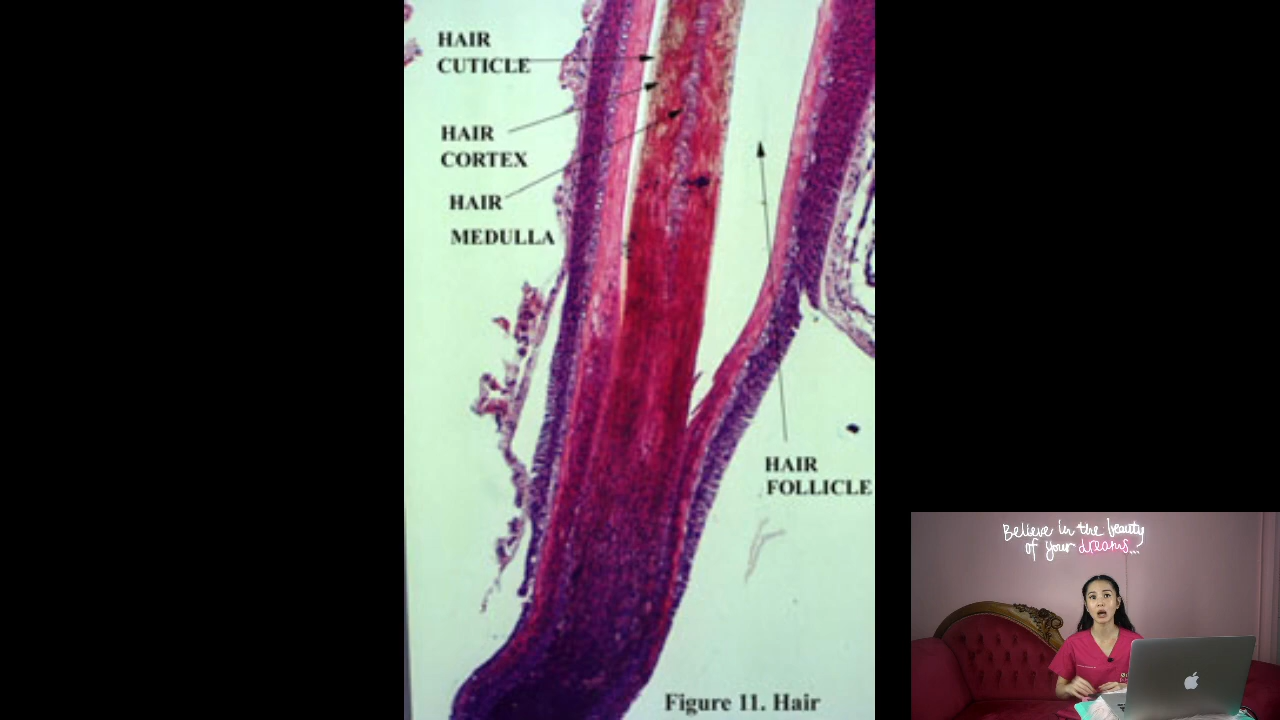 HAIR
CUTICLE
HAIR
CORTEX
HAIR
MEDULLA
HAIR
FOLLICLE
Figure 11. Hair
Believe in the beauty
of your dreams...